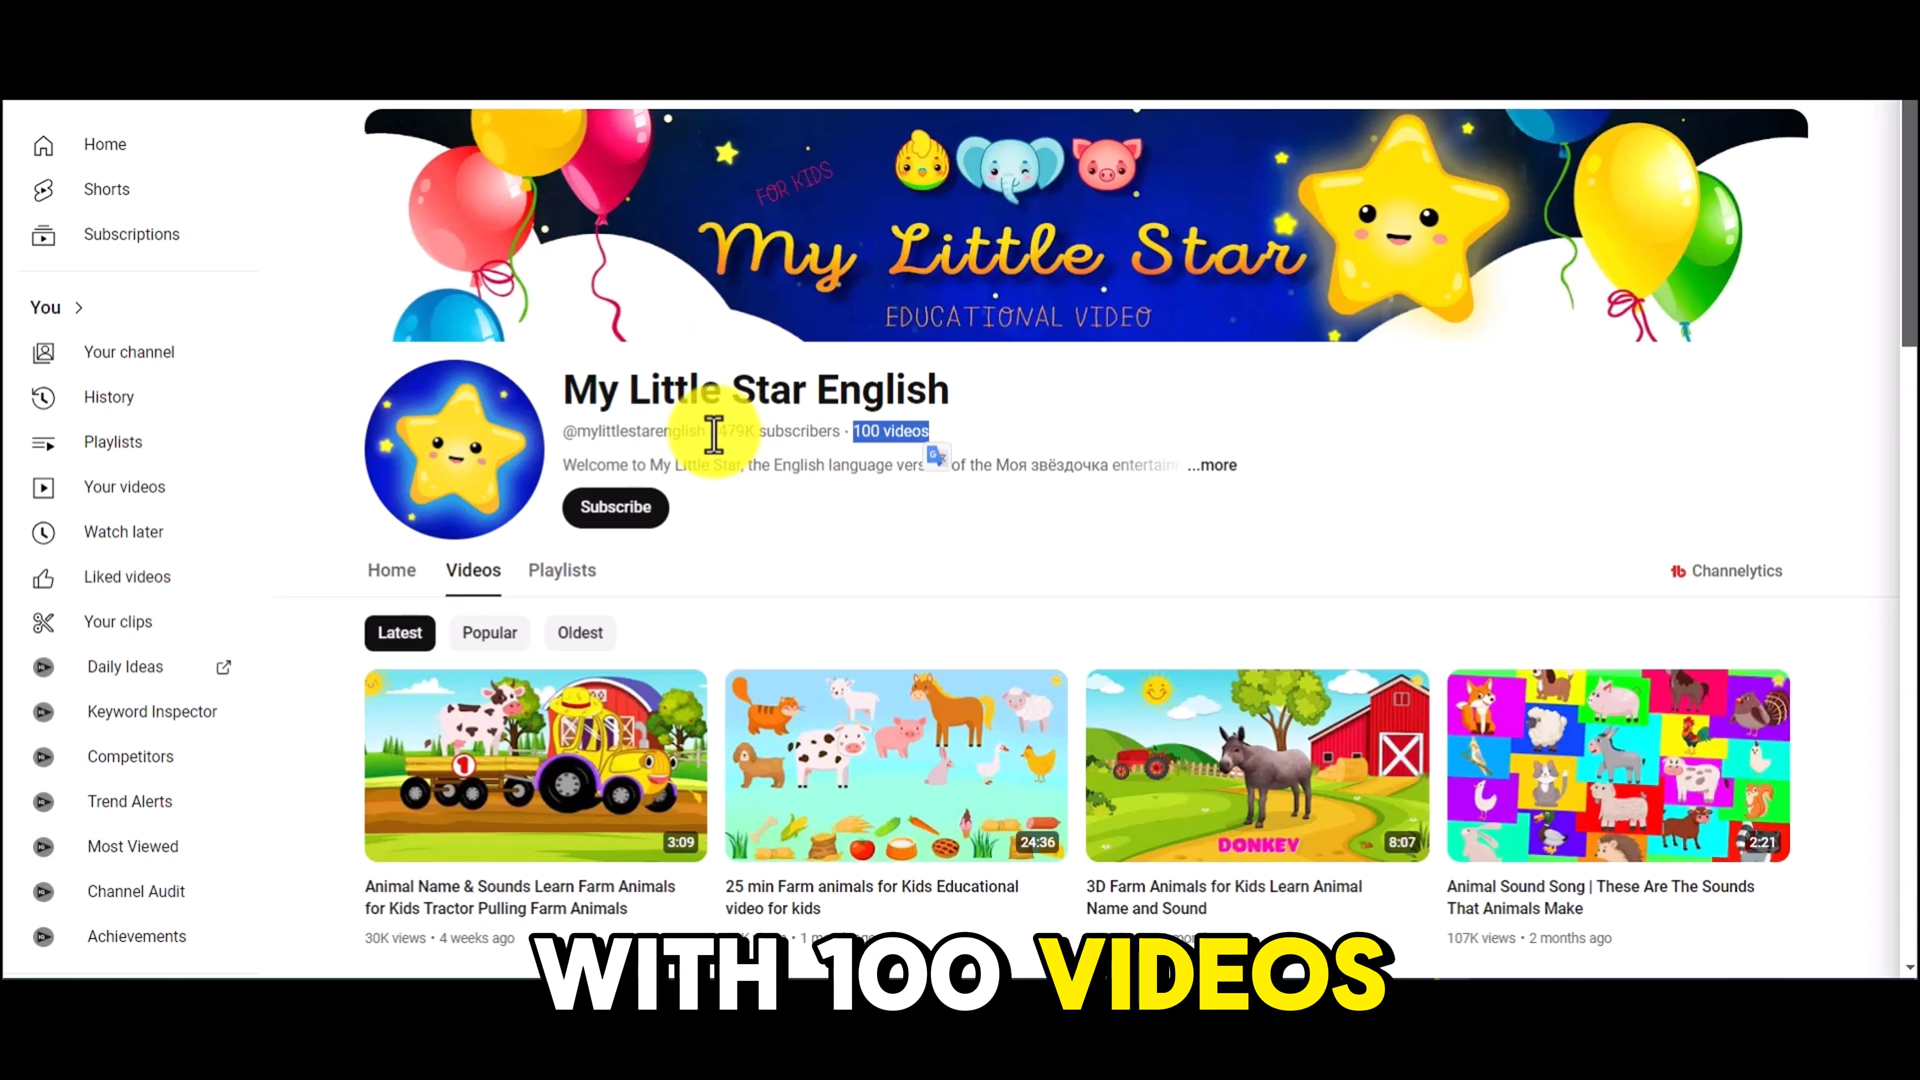 Home
Shorts
Subscriptions
You
Your channel
History
Playlists
Your videos
Watch later
Liked videos
Your clips
Daily Ideas
Keyword Inspector
Competitors
Trend Alerts
Most Viewed
Channel Audit
Achievements
FOR KIDS
My Little Star
EDUCATIONAL VIDEO
My Little Star English
@mylittlestarenglish 479K subscribers · 100 videos
Welcome to My Little Star, the English language of the Моя звёздочка ...more
Subscribe
Home Videos Playlists
Channelytics
Latest Popular Oldest
1
3:09
24:36
DONKEY
8:07
2:21
Animal Name & Sounds Learn Farm Animals
for Kids Tractor Pulling Farm Animals
30K views • 4 weeks ago
25 min Farm animals for Kids Educational
video for kids
3D Farm Animals for Kids Learn Animal
Name and Sound
Animal Sound Song | These Are The Sounds
That Animals Make
107K views • 2 months ago
WITH 100 VIDEOS